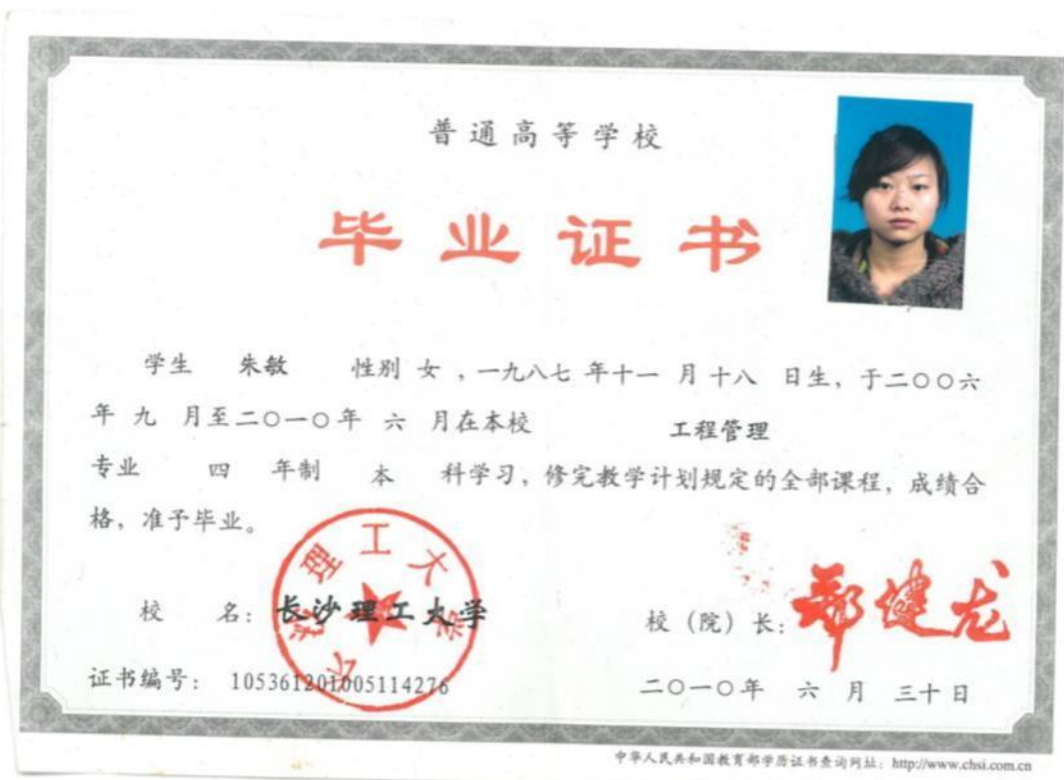 普通高等学校
毕业证书
学生 朱敏 性别 女 ，一九八七 年十一 月 十八 日生，于二〇〇六
年 九 月至二〇一〇年 六 月在本校 工程管理
专业 四 年制 本 科学习，修完教学计划规定的全部课程，成绩合
格，准予毕业。
长沙理工大学
校 名：长沙理工大学
校（院）长：郑健龙
证书编号：105361201005114276
二〇一〇年 六 月 三十日
中华人民共和国教育部学历证书查询网址：http://www.chsi.com.cn